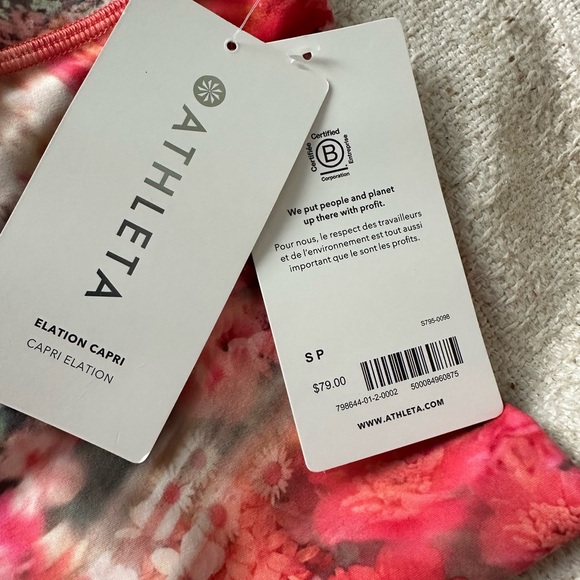 ATHLETA
ELATION CAPRI
CAPRI ELATION
Certifiée Certified Entreprise
B
Corporation
We put people and planet
up there with profit.
Pour nous, le respect des travailleurs
et de l'environnement est tout aussi
important que le sont les profits.
S795-0098
S P
$79.00
798644-01-2-0002 500084960875
WWW.ATHLETA.COM